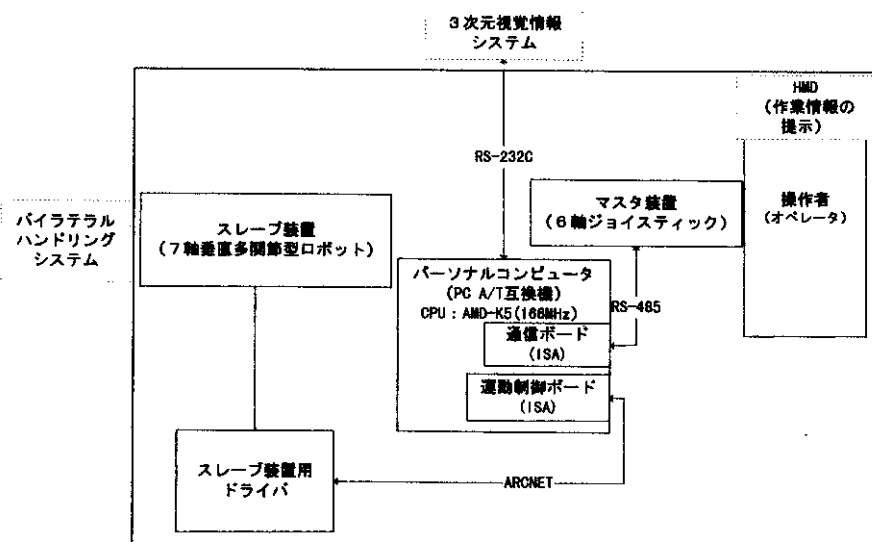 3次元視覚情報
システム
HMD
(作業情報の
提示)
RS-232C
バイラテラル
ハンドリング
システム
スレーブ装置
(7軸垂直多関節型ロボット)
マスタ装置
(6軸ジョイスティック)
操作者
(オペレータ)
パーソナルコンピュータ
(PC A/T互換機)
CPU:AMD-K5(166MHz)
RS-485
通信ボード
(ISA)
運動制御ボード
(ISA)
スレーブ装置用
ドライバ
ARCNET